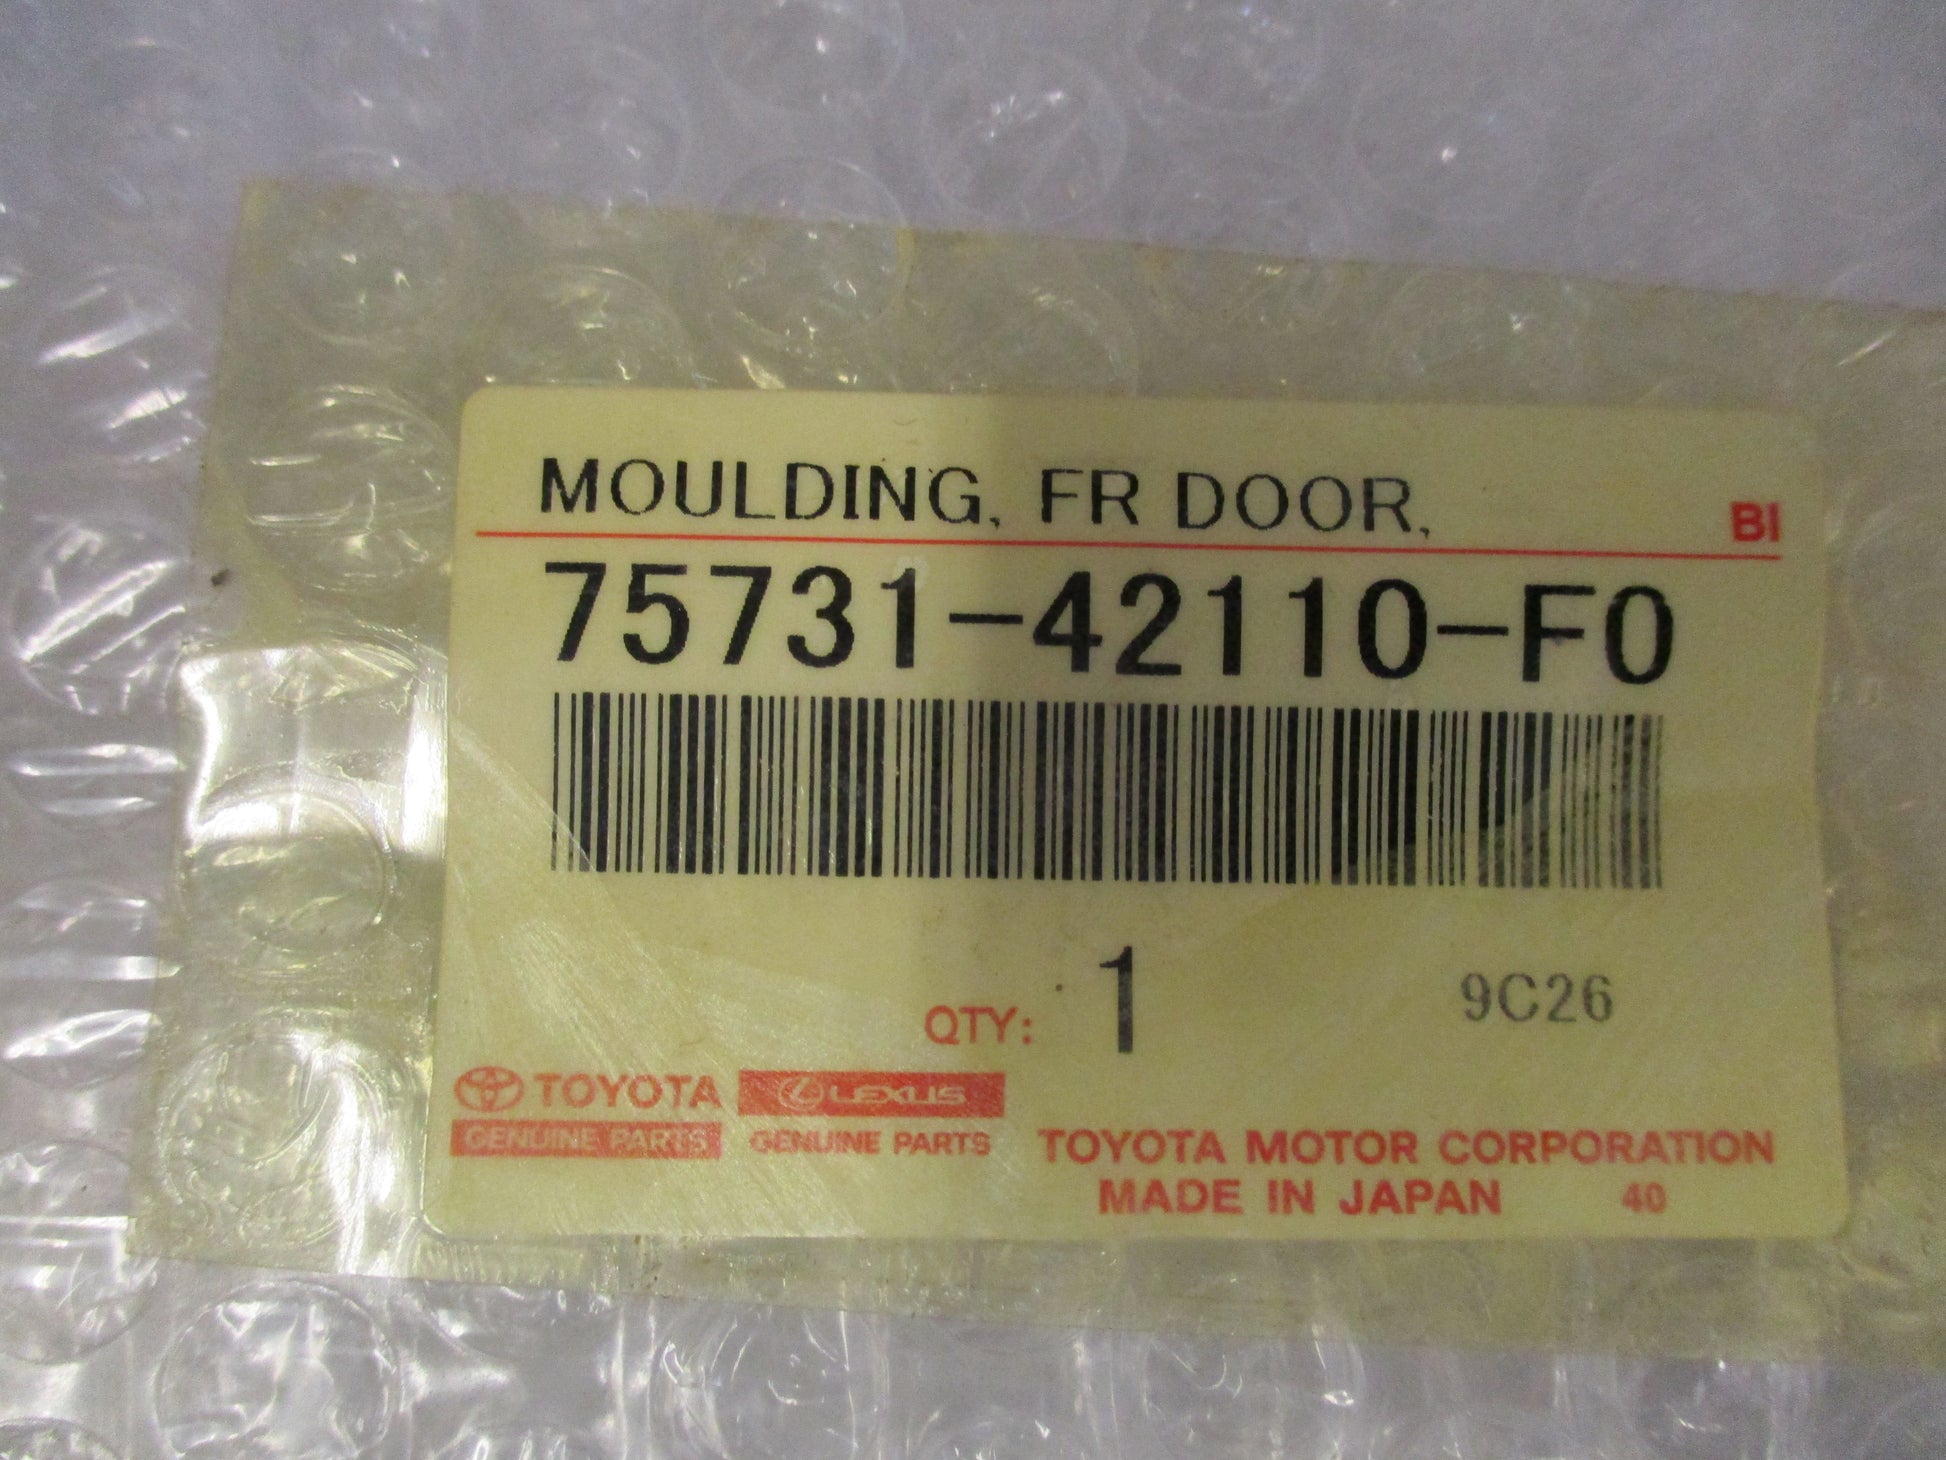 MOULDING, FR DOOR,
BI
75731-42110-F0
QTY: 1
9C26
TOYOTA
GENUINE PARTS
LEXUS
GENUINE PARTS
TOYOTA MOTOR CORPORATION
MADE IN JAPAN 40